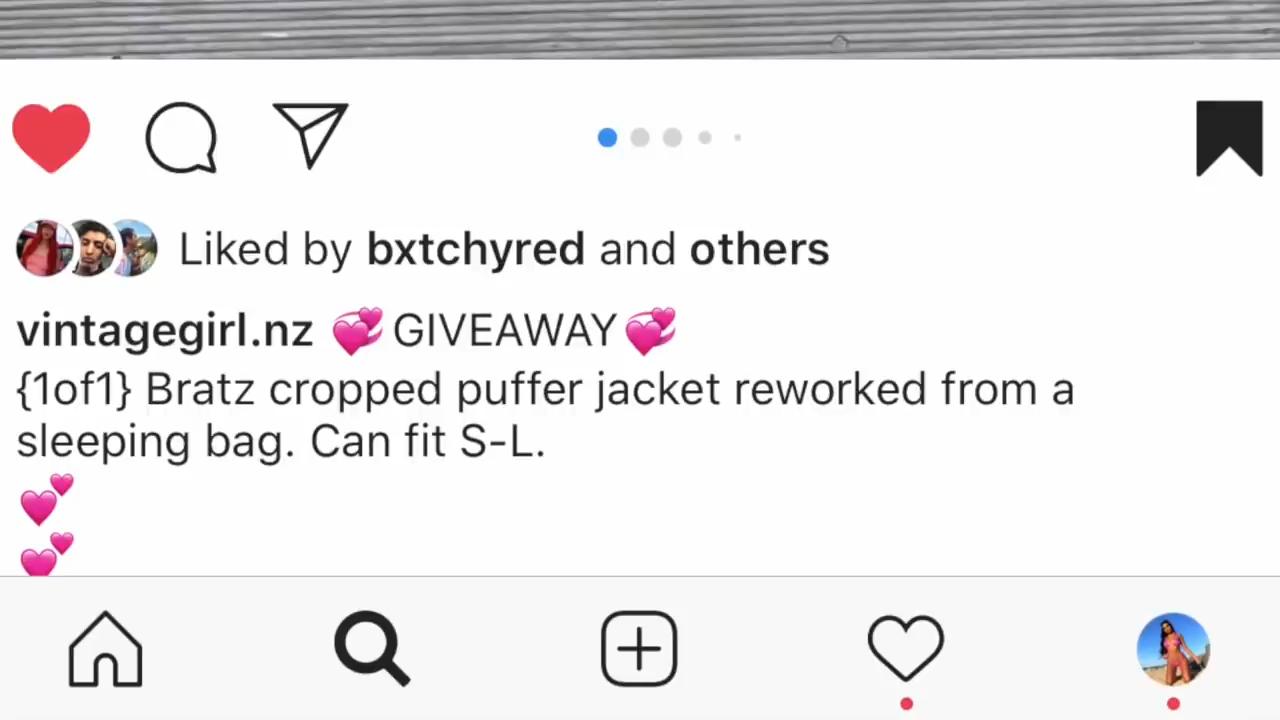 Liked by bxtchyred and others
vintagegirl.nz 💞 GIVEAWAY 💞
{1of1} Bratz cropped puffer jacket reworked from a
sleeping bag. Can fit S-L.
💕
💕